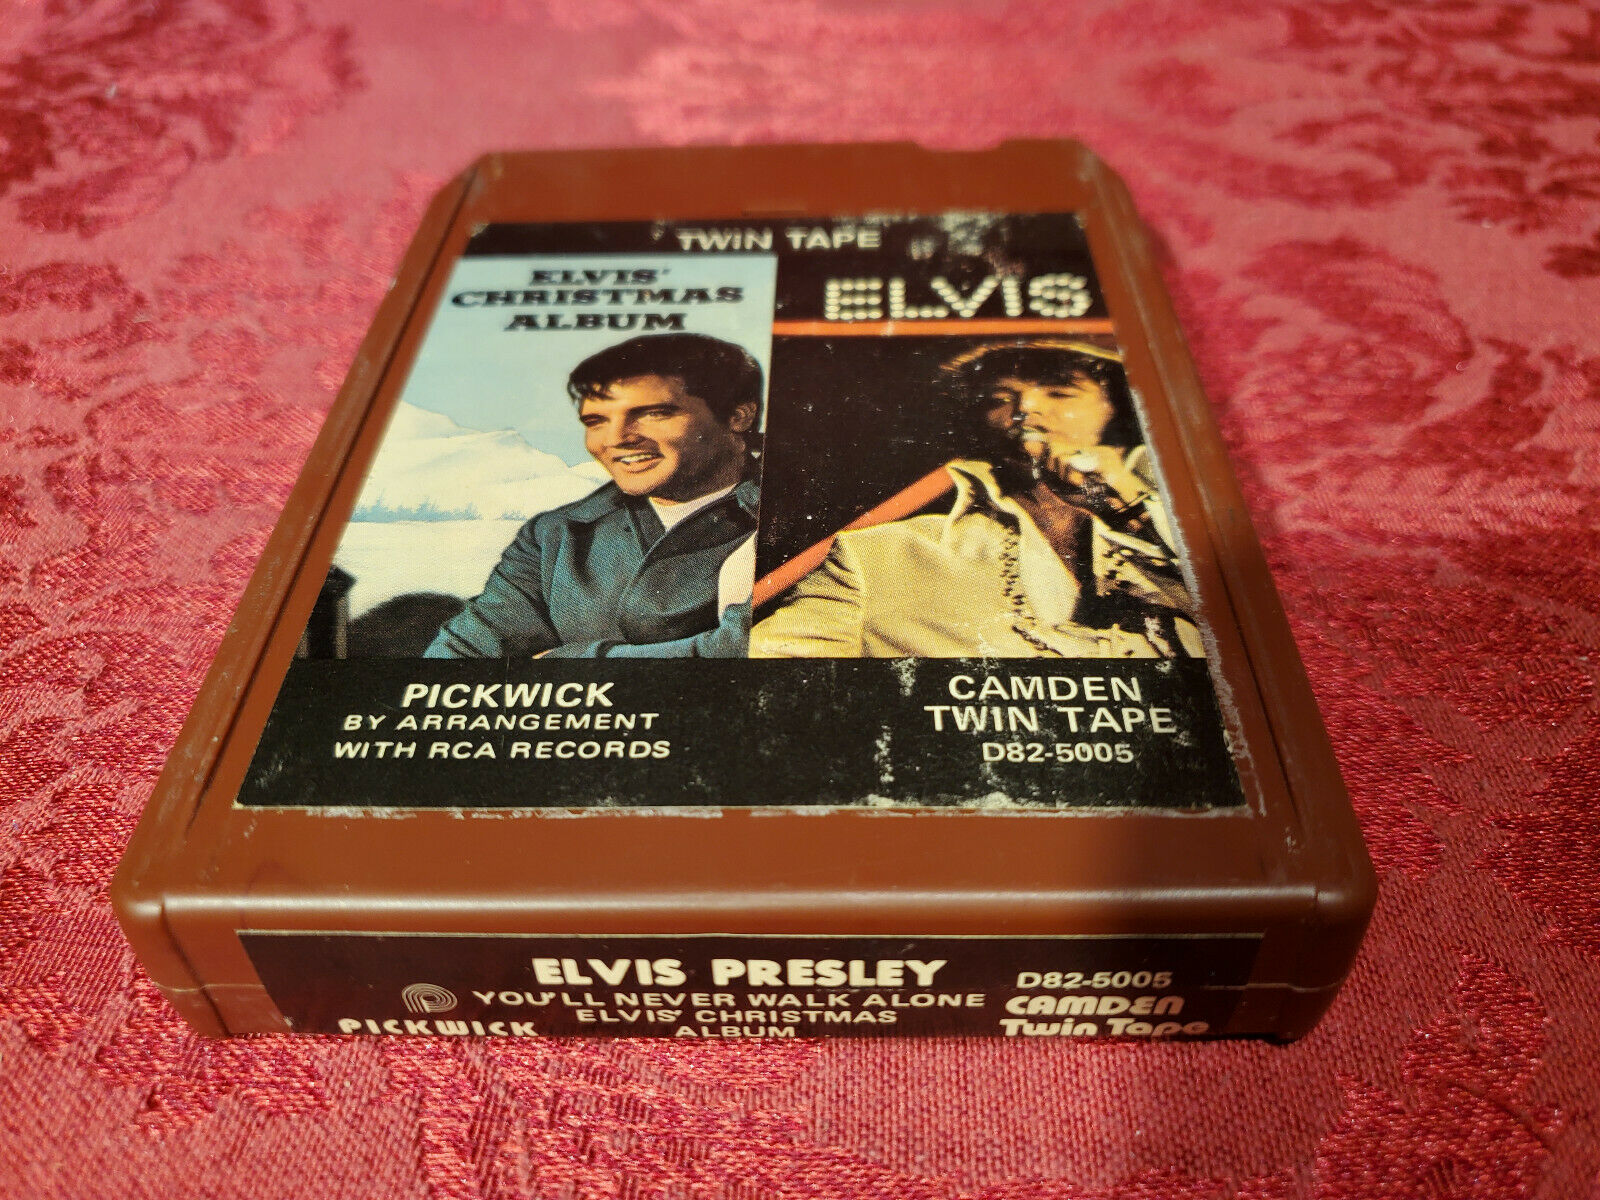 TWIN TAPE
ELVIS'
CHRISTMAS
ALBUM
ELVIS
PICKWICK
BY ARRANGEMENT
WITH RCA RECORDS
CAMDEN
TWIN TAPE
D82-5005
ELVIS PRESLEY
YOU'LL NEVER WALK ALONE
ELVIS' CHRISTMAS
ALBUM
PICKWICK
D82-5005
CAMDEN
Twin Tape